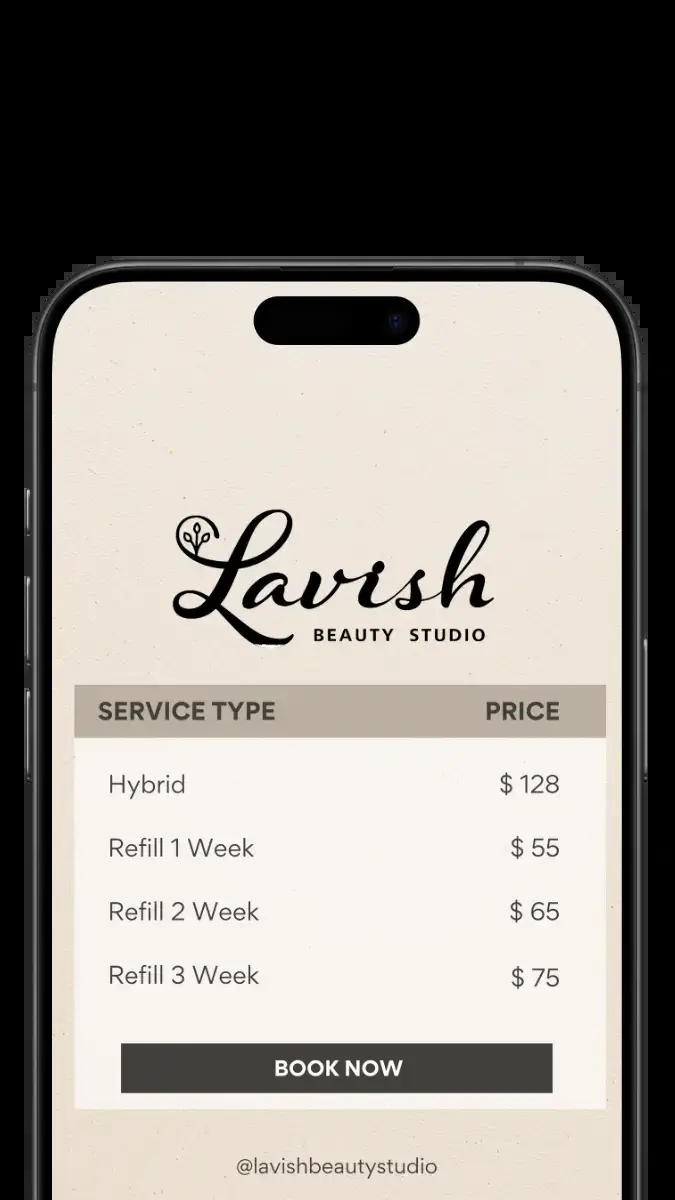 Lavish
BEAUTY STUDIO
SERVICE TYPE PRICE
Hybrid $ 128
Refill 1 Week $ 55
Refill 2 Week $ 65
Refill 3 Week $ 75
BOOK NOW
@lavishbeautystudio